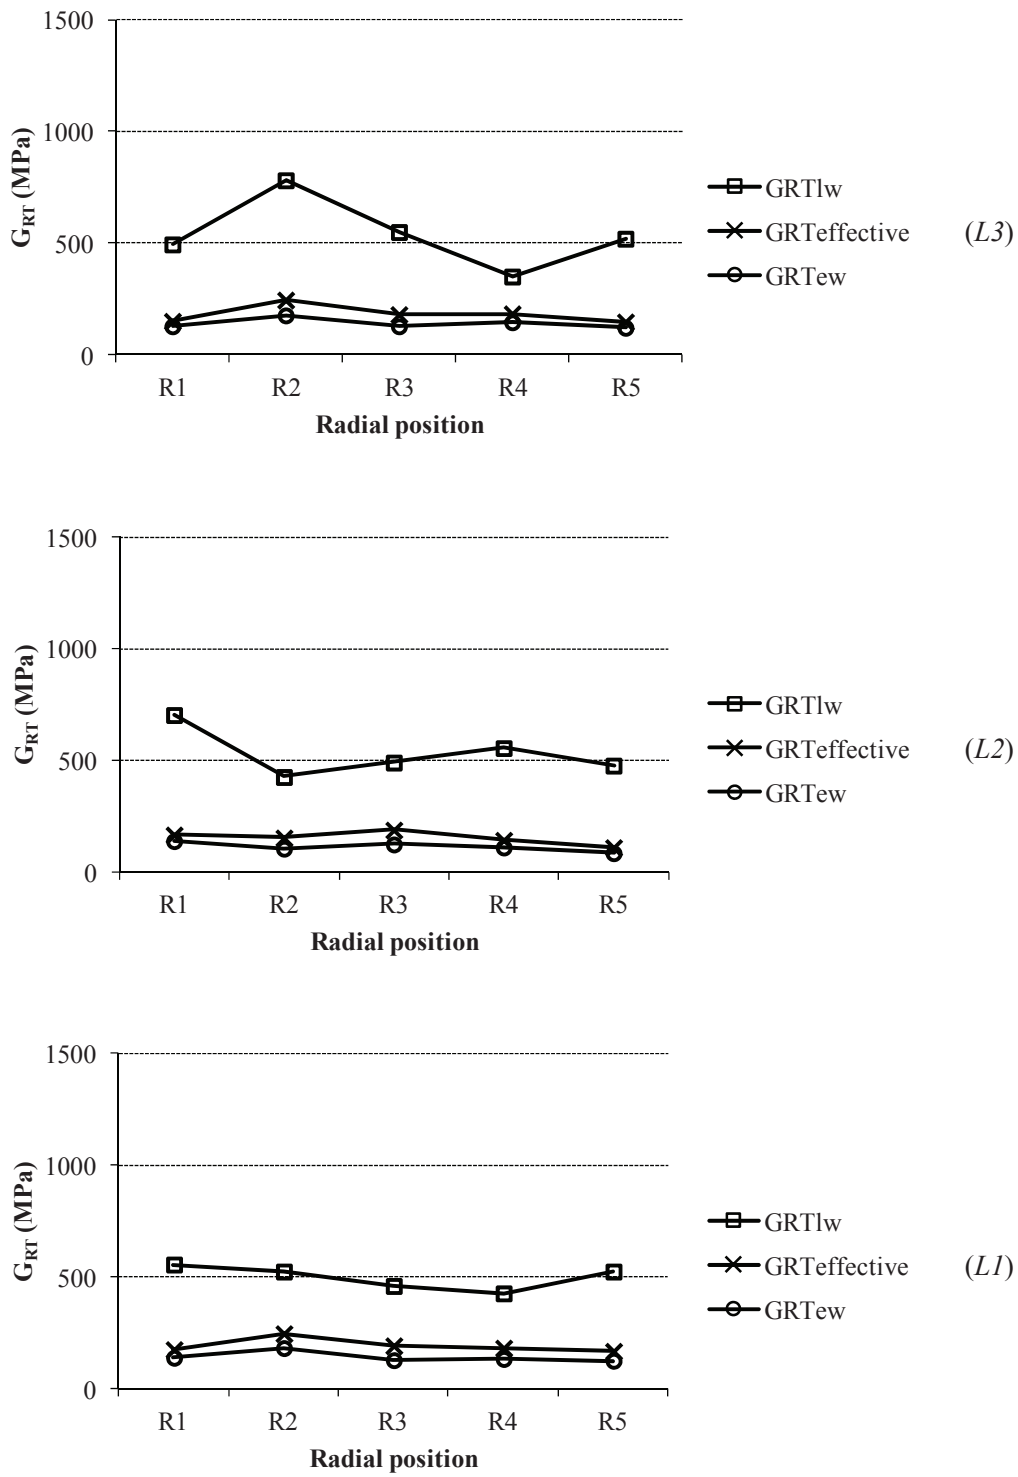 1500
1000
500
0
G_RT (MPa)
R1 R2 R3 R4 R5
Radial position
GRTlw
GRTeffective (L3)
GRTew
1500
1000
500
0
G_RT (MPa)
R1 R2 R3 R4 R5
Radial position
GRTlw
GRTeffective (L2)
GRTew
1500
1000
500
0
G_RT (MPa)
R1 R2 R3 R4 R5
Radial position
GRTlw
GRTeffective (L1)
GRTew